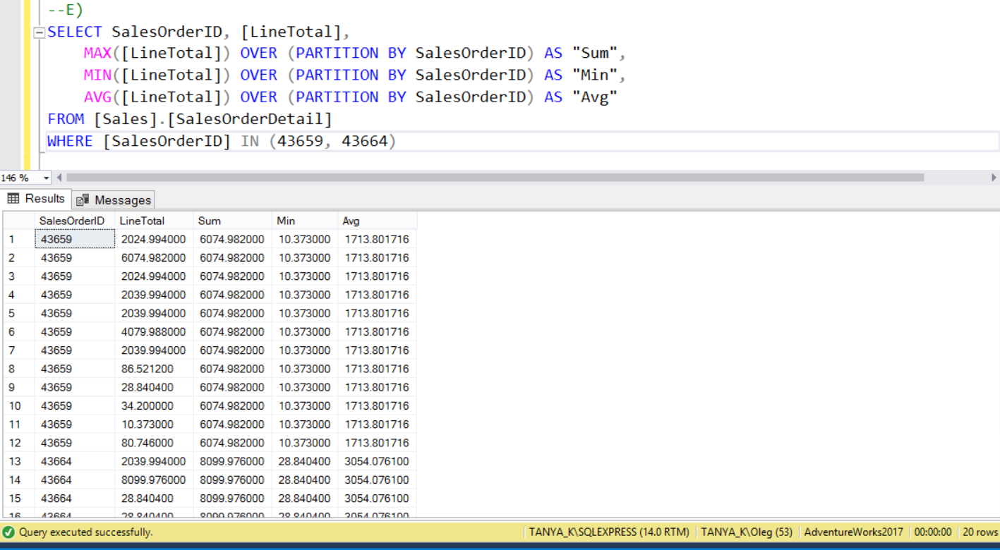 --E)
SELECT SalesOrderID, [LineTotal],
MAX([LineTotal]) OVER (PARTITION BY SalesOrderID) AS "Sum",
MIN([LineTotal]) OVER (PARTITION BY SalesOrderID) AS "Min",
AVG([LineTotal]) OVER (PARTITION BY SalesOrderID) AS "Avg"
FROM [Sales].[SalesOrderDetail]
WHERE [SalesOrderID] IN (43659, 43664)
146 %
Results Messages
SalesOrderID LineTotal Sum Min Avg
1 43659 2024.994000 6074.982000 10.373000 1713.801716
2 43659 6074.982000 6074.982000 10.373000 1713.801716
3 43659 2024.994000 6074.982000 10.373000 1713.801716
4 43659 2039.994000 6074.982000 10.373000 1713.801716
5 43659 2039.994000 6074.982000 10.373000 1713.801716
6 43659 4079.988000 6074.982000 10.373000 1713.801716
7 43659 2039.994000 6074.982000 10.373000 1713.801716
8 43659 86.521200 6074.982000 10.373000 1713.801716
9 43659 28.840400 6074.982000 10.373000 1713.801716
10 43659 34.200000 6074.982000 10.373000 1713.801716
11 43659 10.373000 6074.982000 10.373000 1713.801716
12 43659 80.746000 6074.982000 10.373000 1713.801716
13 43664 2039.994000 8099.976000 28.840400 3054.076100
14 43664 8099.976000 8099.976000 28.840400 3054.076100
15 43664 28.840400 8099.976000 28.840400 3054.076100
16 43664 28.840400 8099.976000 28.840400 3054.076100
Query executed successfully. TANYA_K\SQLEXPRESS (14.0 RTM) TANYA_K\Oleg (53) AdventureWorks2017 00:00:00 20 rows